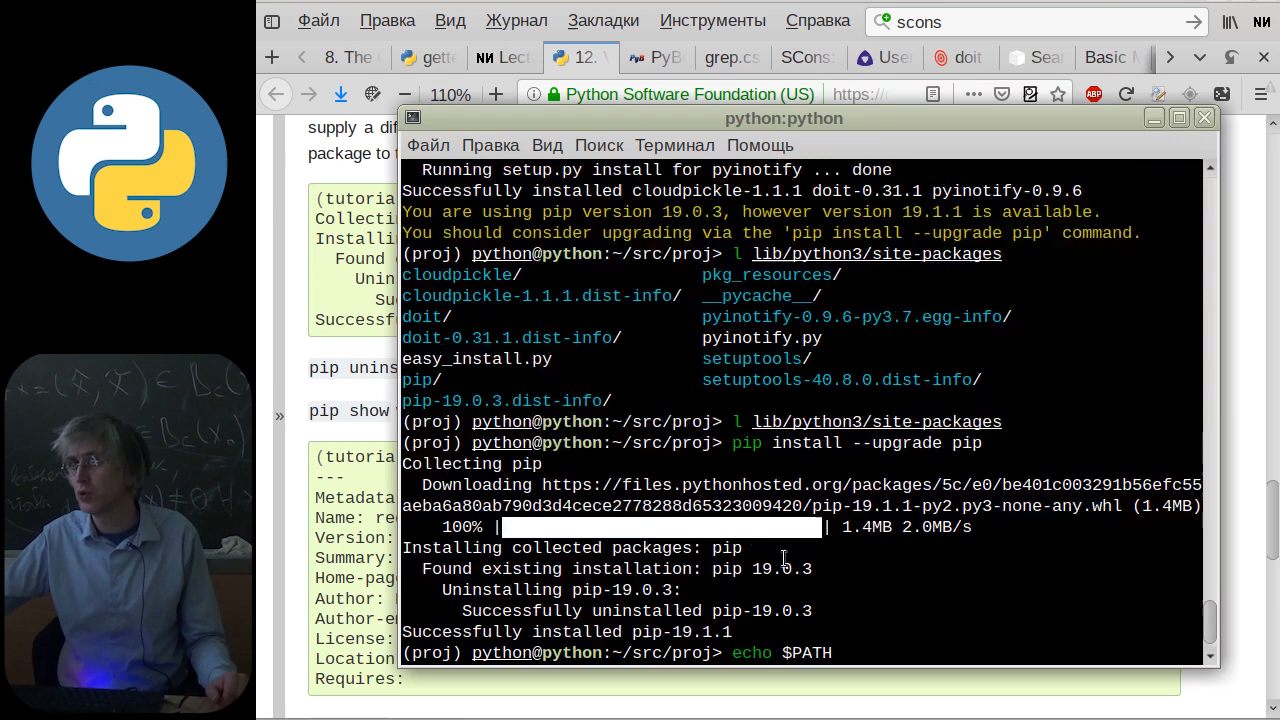 Файл Правка Вид Журнал Закладки Инструменты Справка scons
8. The gett Lect 12. PyB grep.cs SCons: Use doit Sear Basic M
110% Python Software Foundation (US) https://
supply a dif
package to t
(tutoria
Collecti
Installin
Found e
Unin
Su
Successf
pip unins
pip show
(tutoria
---
Metadata
Name: re
Version:
Summary:
Home-pag
Author:
Author-em
License:
Location
Requires:
»
python:python
Файл Правка Вид Поиск Терминал Помощь
Running setup.py install for pyinotify ... done
Successfully installed cloudpickle-1.1.1 doit-0.31.1 pyinotify-0.9.6
You are using pip version 19.0.3, however version 19.1.1 is available.
You should consider upgrading via the 'pip install --upgrade pip' command.
(proj) python@python:~/src/proj> l lib/python3/site-packages
cloudpickle/ pkg_resources/
cloudpickle-1.1.1.dist-info/ __pycache__/
doit/ pyinotify-0.9.6-py3.7.egg-info/
doit-0.31.1.dist-info/ pyinotify.py
easy_install.py setuptools/
pip/ setuptools-40.8.0.dist-info/
pip-19.0.3.dist-info/
(proj) python@python:~/src/proj> l lib/python3/site-packages
(proj) python@python:~/src/proj> pip install --upgrade pip
Collecting pip
Downloading https://files.pythonhosted.org/packages/5c/e0/be401c003291b56efc55
aeba6a80ab790d3d4cece2778288d65323009420/pip-19.1.1-py2.py3-none-any.whl (1.4MB)
100% | | 1.4MB 2.0MB/s
Installing collected packages: pip
Found existing installation: pip 19.0.3
Uninstalling pip-19.0.3:
Successfully uninstalled pip-19.0.3
Successfully installed pip-19.1.1
(proj) python@python:~/src/proj> echo $PATH